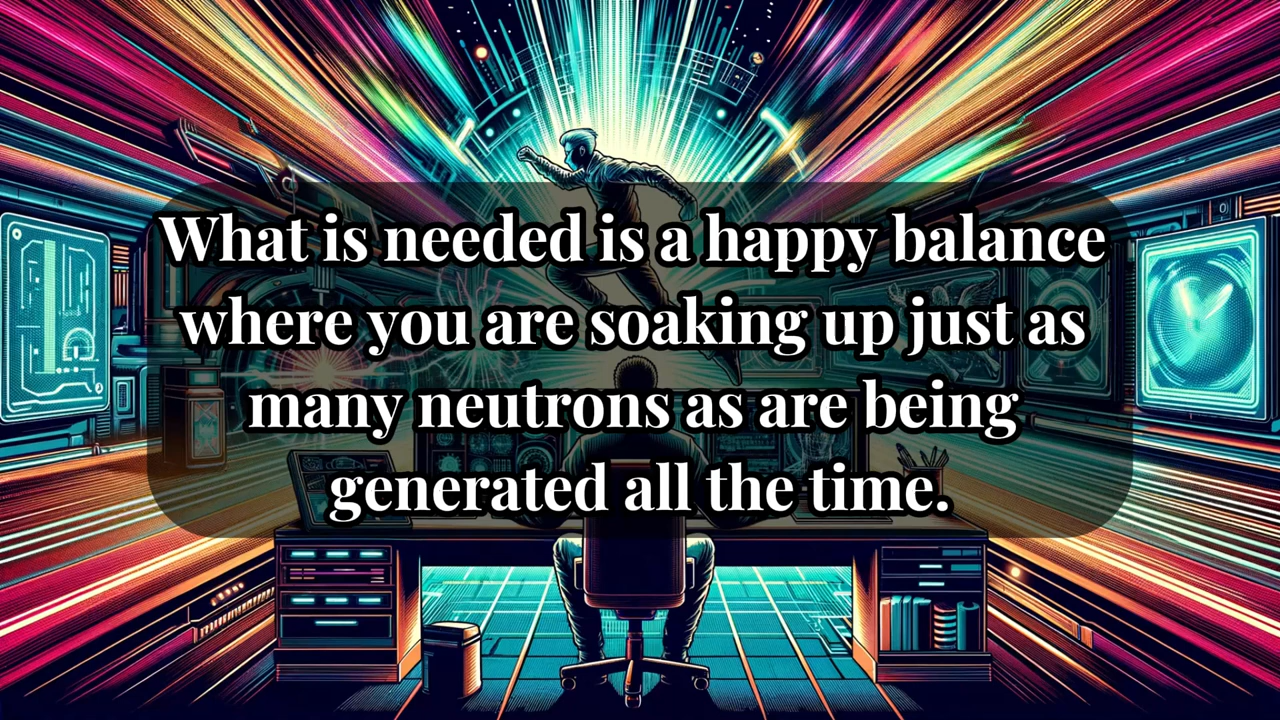 What is needed is a happy balance
where you are soaking up just as
many neutrons as are being
generated all the time.